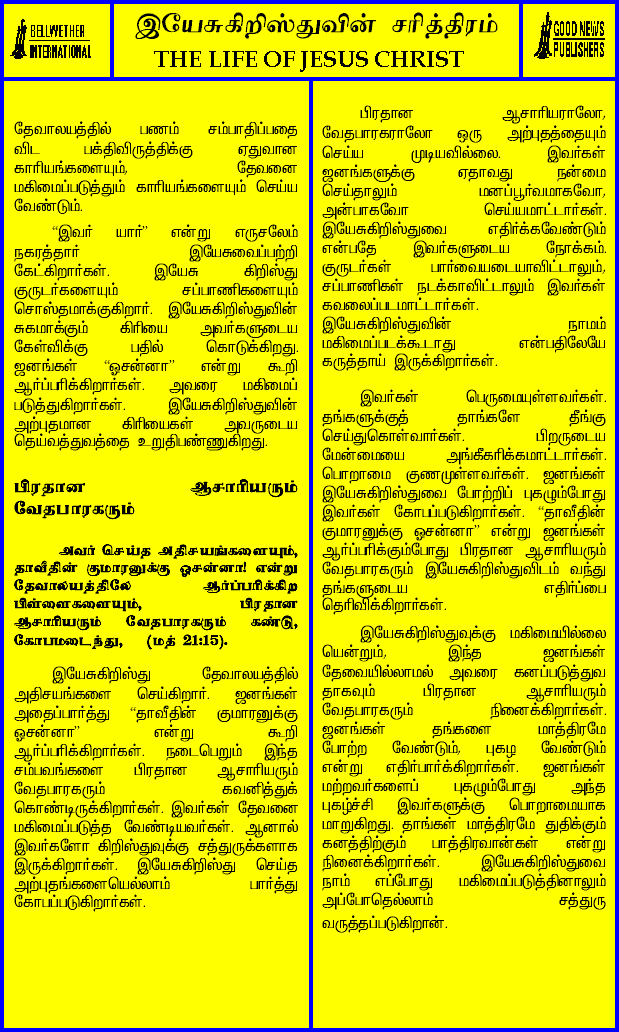 BELLWETHER
INTERNATIONAL
இயேசுகிறிஸ்துவின் சரித்திரம்
THE LIFE OF JESUS CHRIST
GOOD NEWS
PUBLISHERS
தேவாலயத்தில் பணம் சம்பாதிப்பதை
விட பக்திவிருத்திக்கு ஏதுவான
காரியங்களையும், தேவனை
மகிமைப்படுத்தும் காரியங்களையும் செய்ய
வேண்டும்.
“இவர் யார்” என்று எருசலேம்
நகரத்தார் இயேசுவைப்பற்றி
கேட்கிறார்கள். இயேசு கிறிஸ்து
குருடர்களையும் சப்பாணிகளையும்
சொஸ்தமாக்குகிறார். இயேசுகிறிஸ்துவின்
சுகமாக்கும் கிரியை அவர்களுடைய
கேள்விக்கு பதில் கொடுக்கிறது.
ஜனங்கள் “ஓசன்னா” என்று கூறி
ஆர்ப்பரிக்கிறார்கள். அவரை மகிமைப்
படுத்துகிறார்கள். இயேசுகிறிஸ்துவின்
அற்புதமான கிரியைகள் அவருடைய
தெய்வத்துவத்தை உறுதிபண்ணுகிறது.
பிரதான ஆசாரியரும்
வேதபாரகரும்
அவர் செய்த அதிசயங்களையும்,
தாவீதின் குமாரனுக்கு ஓசன்னா! என்று
தேவாலயத்திலே ஆர்ப்பரிக்கிற
பிள்ளைகளையும், பிரதான
ஆசாரியரும் வேதபாரகரும் கண்டு,
கோபமடைந்து, (மத் 21:15).
இயேசுகிறிஸ்து தேவாலயத்தில்
அதிசயங்களை செய்கிறார். ஜனங்கள்
அதைப்பார்த்து “தாவீதின் குமாரனுக்கு
ஓசன்னா” என்று கூறி
ஆர்ப்பரிக்கிறார்கள். நடைபெறும் இந்த
சம்பவங்களை பிரதான ஆசாரியரும்
வேதபாரகரும் கவனித்துக்
கொண்டிருக்கிறார்கள். இவர்கள் தேவனை
மகிமைப்படுத்த வேண்டியவர்கள். ஆனால்
இவர்களோ கிறிஸ்துவுக்கு சத்துருக்களாக
இருக்கிறார்கள். இயேசுகிறிஸ்து செய்த
அற்புதங்களையெல்லாம் பார்த்து
கோபப்படுகிறார்கள்.
பிரதான ஆசாரியராலோ,
வேதபாரகராலோ ஒரு அற்புதத்தையும்
செய்ய முடியவில்லை. இவர்கள்
ஜனங்களுக்கு ஏதாவது நன்மை
செய்தாலும் மனப்பூர்வமாகவோ,
அன்பாகவோ செய்யமாட்டார்கள்.
இயேசுகிறிஸ்துவை எதிர்க்கவேண்டும்
என்பதே இவர்களுடைய நோக்கம்.
குருடர்கள் பார்வையடையாவிட்டாலும்,
சப்பாணிகள் நடக்காவிட்டாலும் இவர்கள்
கவலைப்படமாட்டார்கள்.
இயேசுகிறிஸ்துவின் நாமம்
மகிமைப்படக்கூடாது என்பதிலேயே
கருத்தாய் இருக்கிறார்கள்.
இவர்கள் பெருமையுள்ளவர்கள்.
தங்களுக்குத் தாங்களே தீங்கு
செய்துகொள்வார்கள். பிறருடைய
மேன்மையை அங்கீகரிக்கமாட்டார்கள்.
பொறாமை குணமுள்ளவர்கள். ஜனங்கள்
இயேசுகிறிஸ்துவை போற்றிப் புகழும்போது
இவர்கள் கோபப்படுகிறார்கள். “தாவீதின்
குமாரனுக்கு ஓசன்னா” என்று ஜனங்கள்
ஆர்ப்பரிக்கும்போது பிரதான ஆசாரியரும்
வேதபாரகரும் இயேசுகிறிஸ்துவிடம் வந்து
தங்களுடைய எதிர்ப்பை
தெரிவிக்கிறார்கள்.
இயேசுகிறிஸ்துவுக்கு மகிமையில்லை
யென்றும், இந்த ஜனங்கள்
தேவையில்லாமல் அவரை கனப்படுத்துவ
தாகவும் பிரதான ஆசாரியரும்
வேதபாரகரும் நினைக்கிறார்கள்.
ஜனங்கள் தங்களை மாத்திரமே
போற்ற வேண்டும், புகழ வேண்டும்
என்று எதிர்பார்க்கிறார்கள். ஜனங்கள்
மற்றவர்களைப் புகழும்போது அந்த
புகழ்ச்சி இவர்களுக்கு பொறாமையாக
மாறுகிறது. தாங்கள் மாத்திரமே துதிக்கும்
கனத்திற்கும் பாத்திரவான்கள் என்று
நினைக்கிறார்கள். இயேசுகிறிஸ்துவை
நாம் எப்போது மகிமைப்படுத்தினாலும்
அப்போதெல்லாம் சத்துரு
வருத்தப்படுகிறான்.